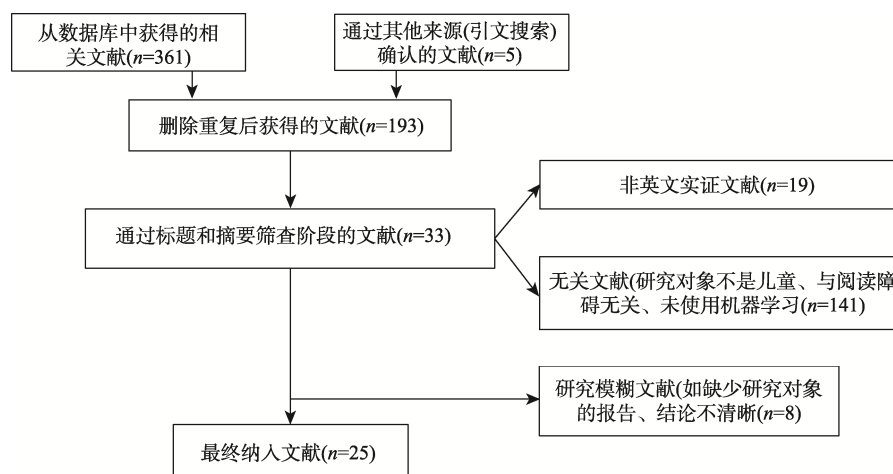 从数据库中获得的相
关文献(n=361)
通过其他来源(引文搜索)
确认的文献(n=5)
删除重复后获得的文献(n=193)
非英文实证文献(n=19)
通过标题和摘要筛查阶段的文献(n=33)
无关文献(研究对象不是儿童、与阅读障
碍无关、未使用机器学习(n=141)
研究模糊文献(如缺少研究对象
的报告、结论不清晰(n=8)
最终纳入文献(n=25)